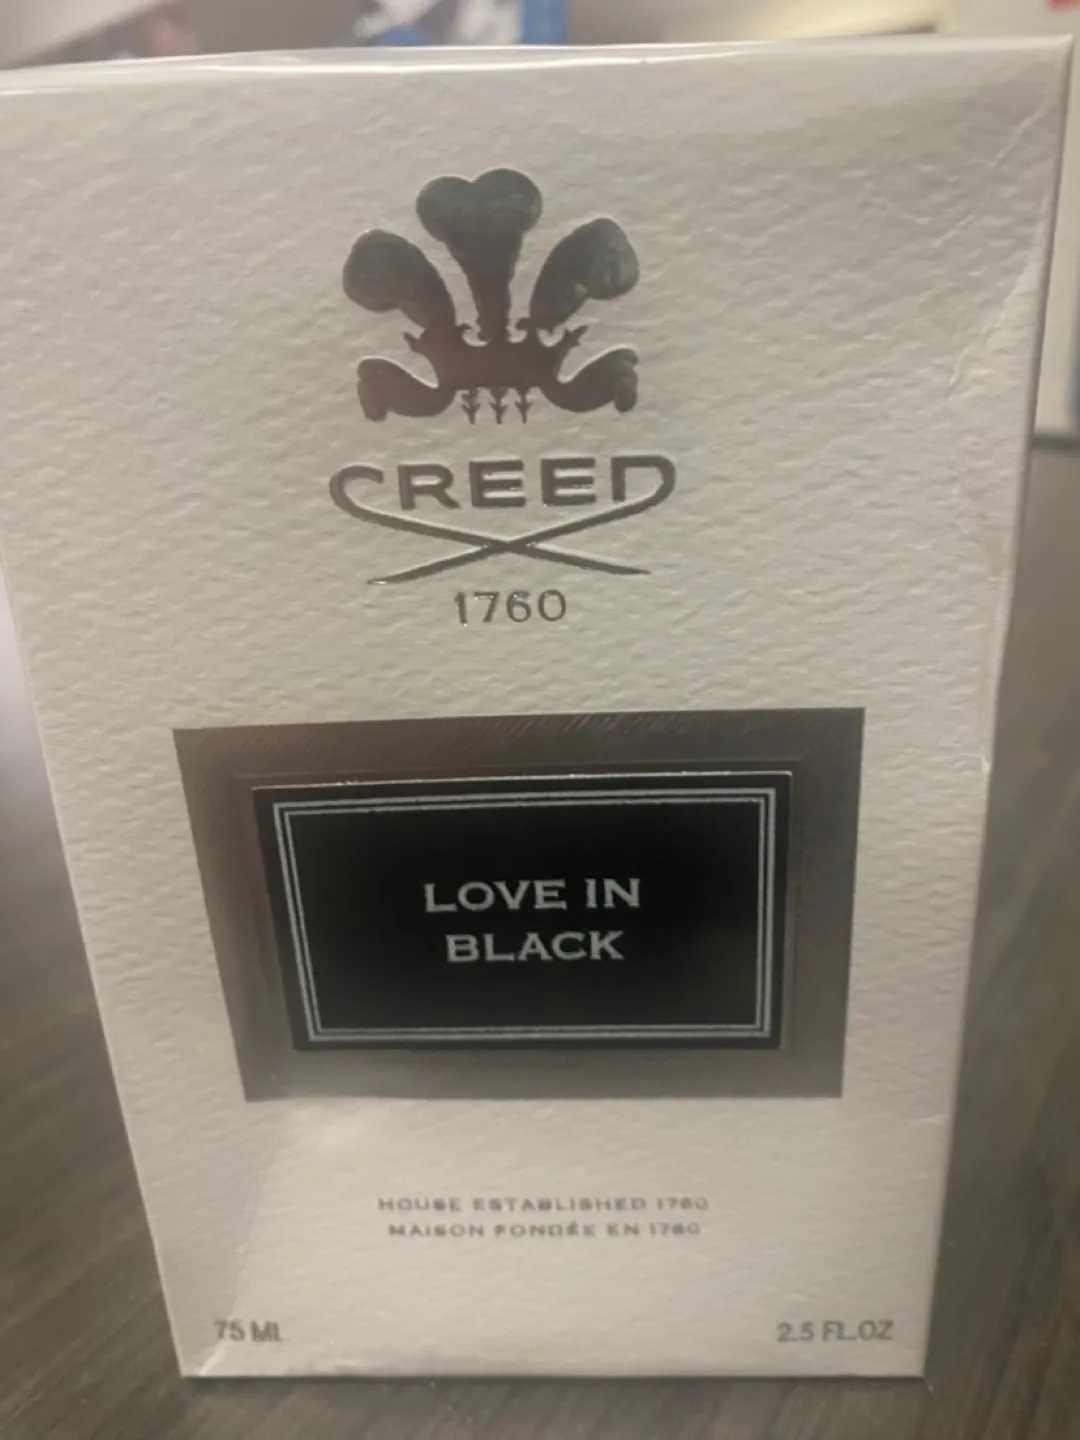 CREED
1760
LOVE IN
BLACK
HOUSE ESTABLISHED 1760
MAISON FONDÉE EN 1760
75 ML
2.5 FL.OZ